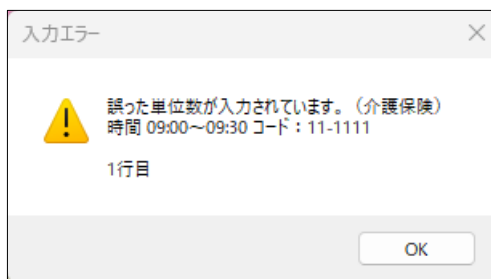 入力エラー
誤った単位数が入力されています。（介護保険）
時間 09:00～09:30 コード：11-1111
1行目
OK